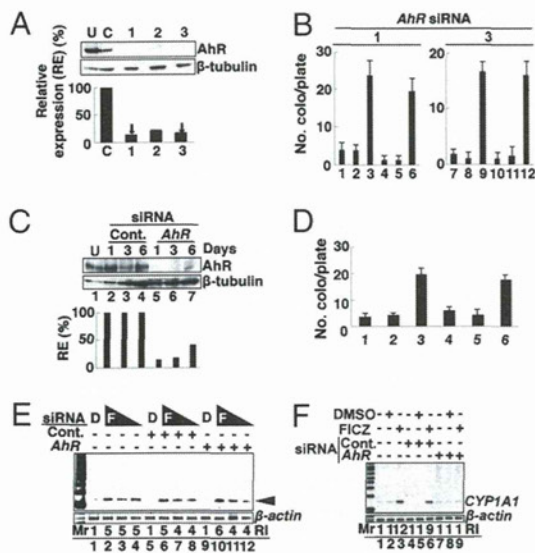 A
U C 1 2 3
AhR
β-tubulin
Relative expression (RE) (%)
100
50
0
C 1 2 3
B
AhR siRNA
1 3
No. colo/plate
30
20
10
0
20
10
0
1 2 3 4 5 6 7 8 9 10 11 12
C
siRNA
Cont. AhR
U 1 3 6 1 3 6 Days
AhR
β-tubulin
1 2 3 4 5 6 7
RE (%)
100
50
0
D
No. colo/plate
30
20
10
0
1 2 3 4 5 6
E
siRNA D F D F D F
Cont. - - - - + + + + - - - -
AhR - - - - - - - - + + + +
β-actin
Mr 1 5 5 5 1 6 4 4 1 6 4 4 RI
1 2 3 4 5 6 7 8 9 10 11 12
F
DMSO - + - - + - - + -
FICZ - - + - - + - - +
siRNA
Cont. - - - + + + - - -
AhR - - - - - - + + +
CYP1A1
β-actin
Mr 1 1 12 1 1 9 1 1 1 RI
1 2 3 4 5 6 7 8 9